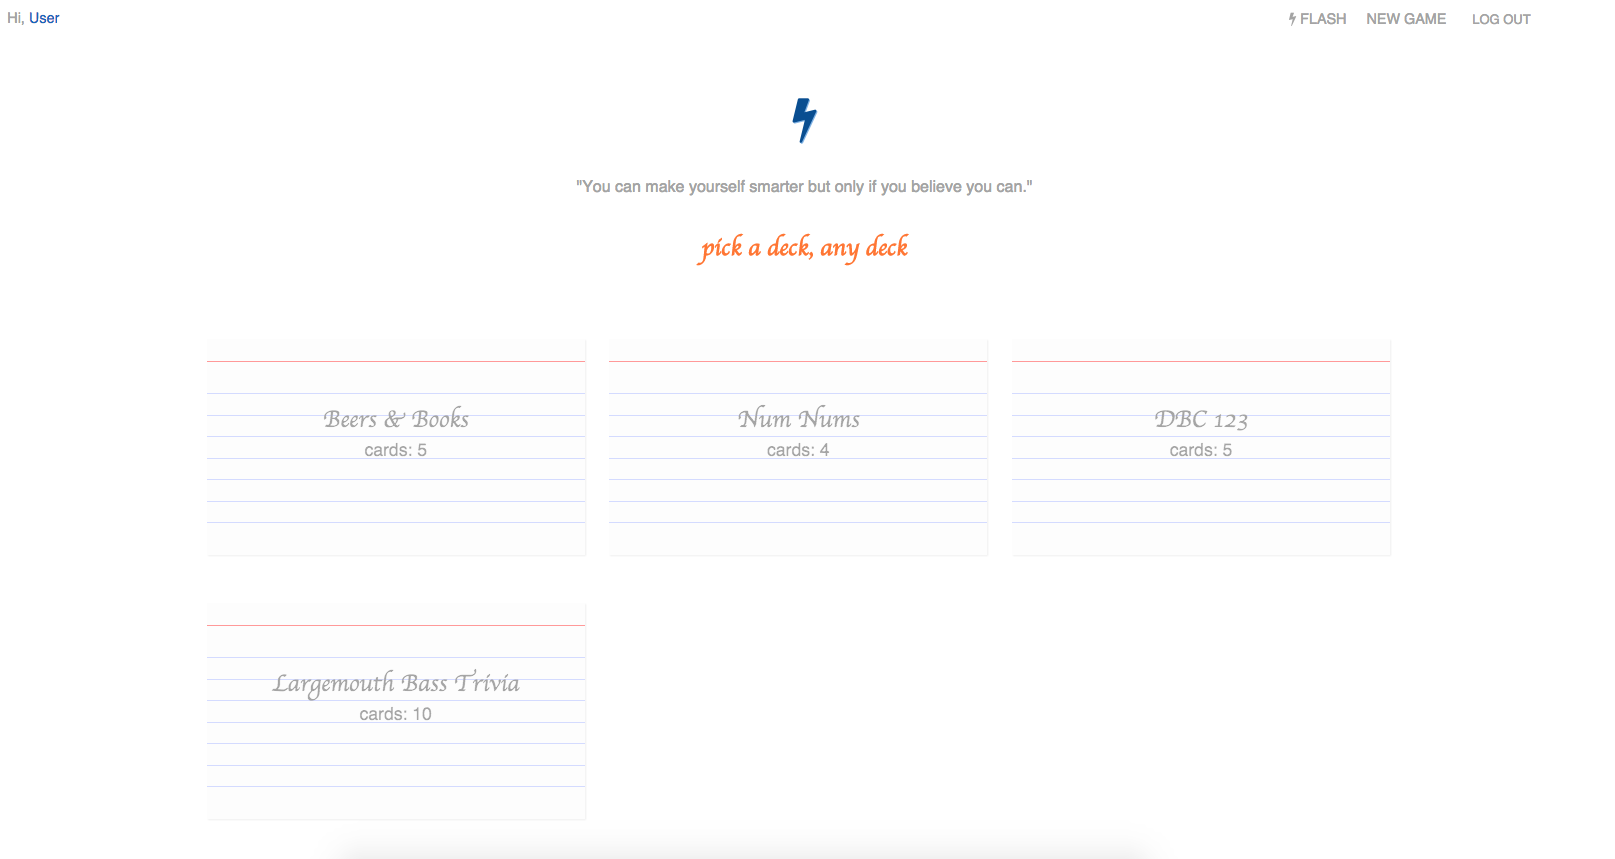 Hi, User
FLASH NEW GAME LOG OUT
"You can make yourself smarter but only if you believe you can."
pick a deck, any deck
Beers & Books
cards: 5
Num Nums
cards: 4
DBC 123
cards: 5
Largemouth Bass Trivia
cards: 10